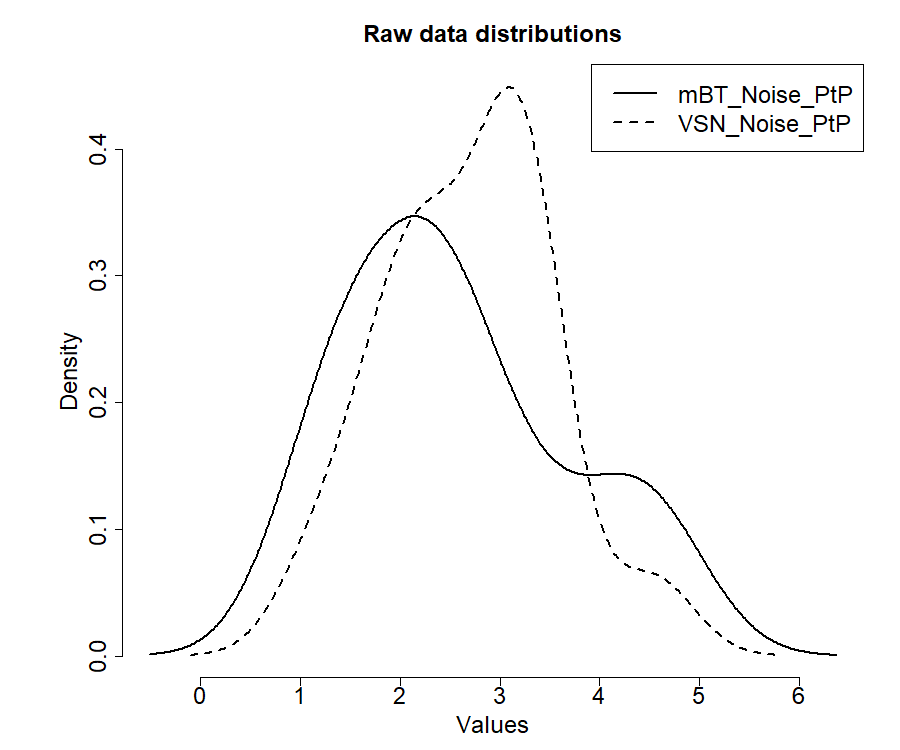 Raw data distributions
mBT_Noise_PtP
VSN_Noise_PtP
0.4
0.3
0.2
0.1
0.0
Density
0 1 2 3 4 5 6
Values